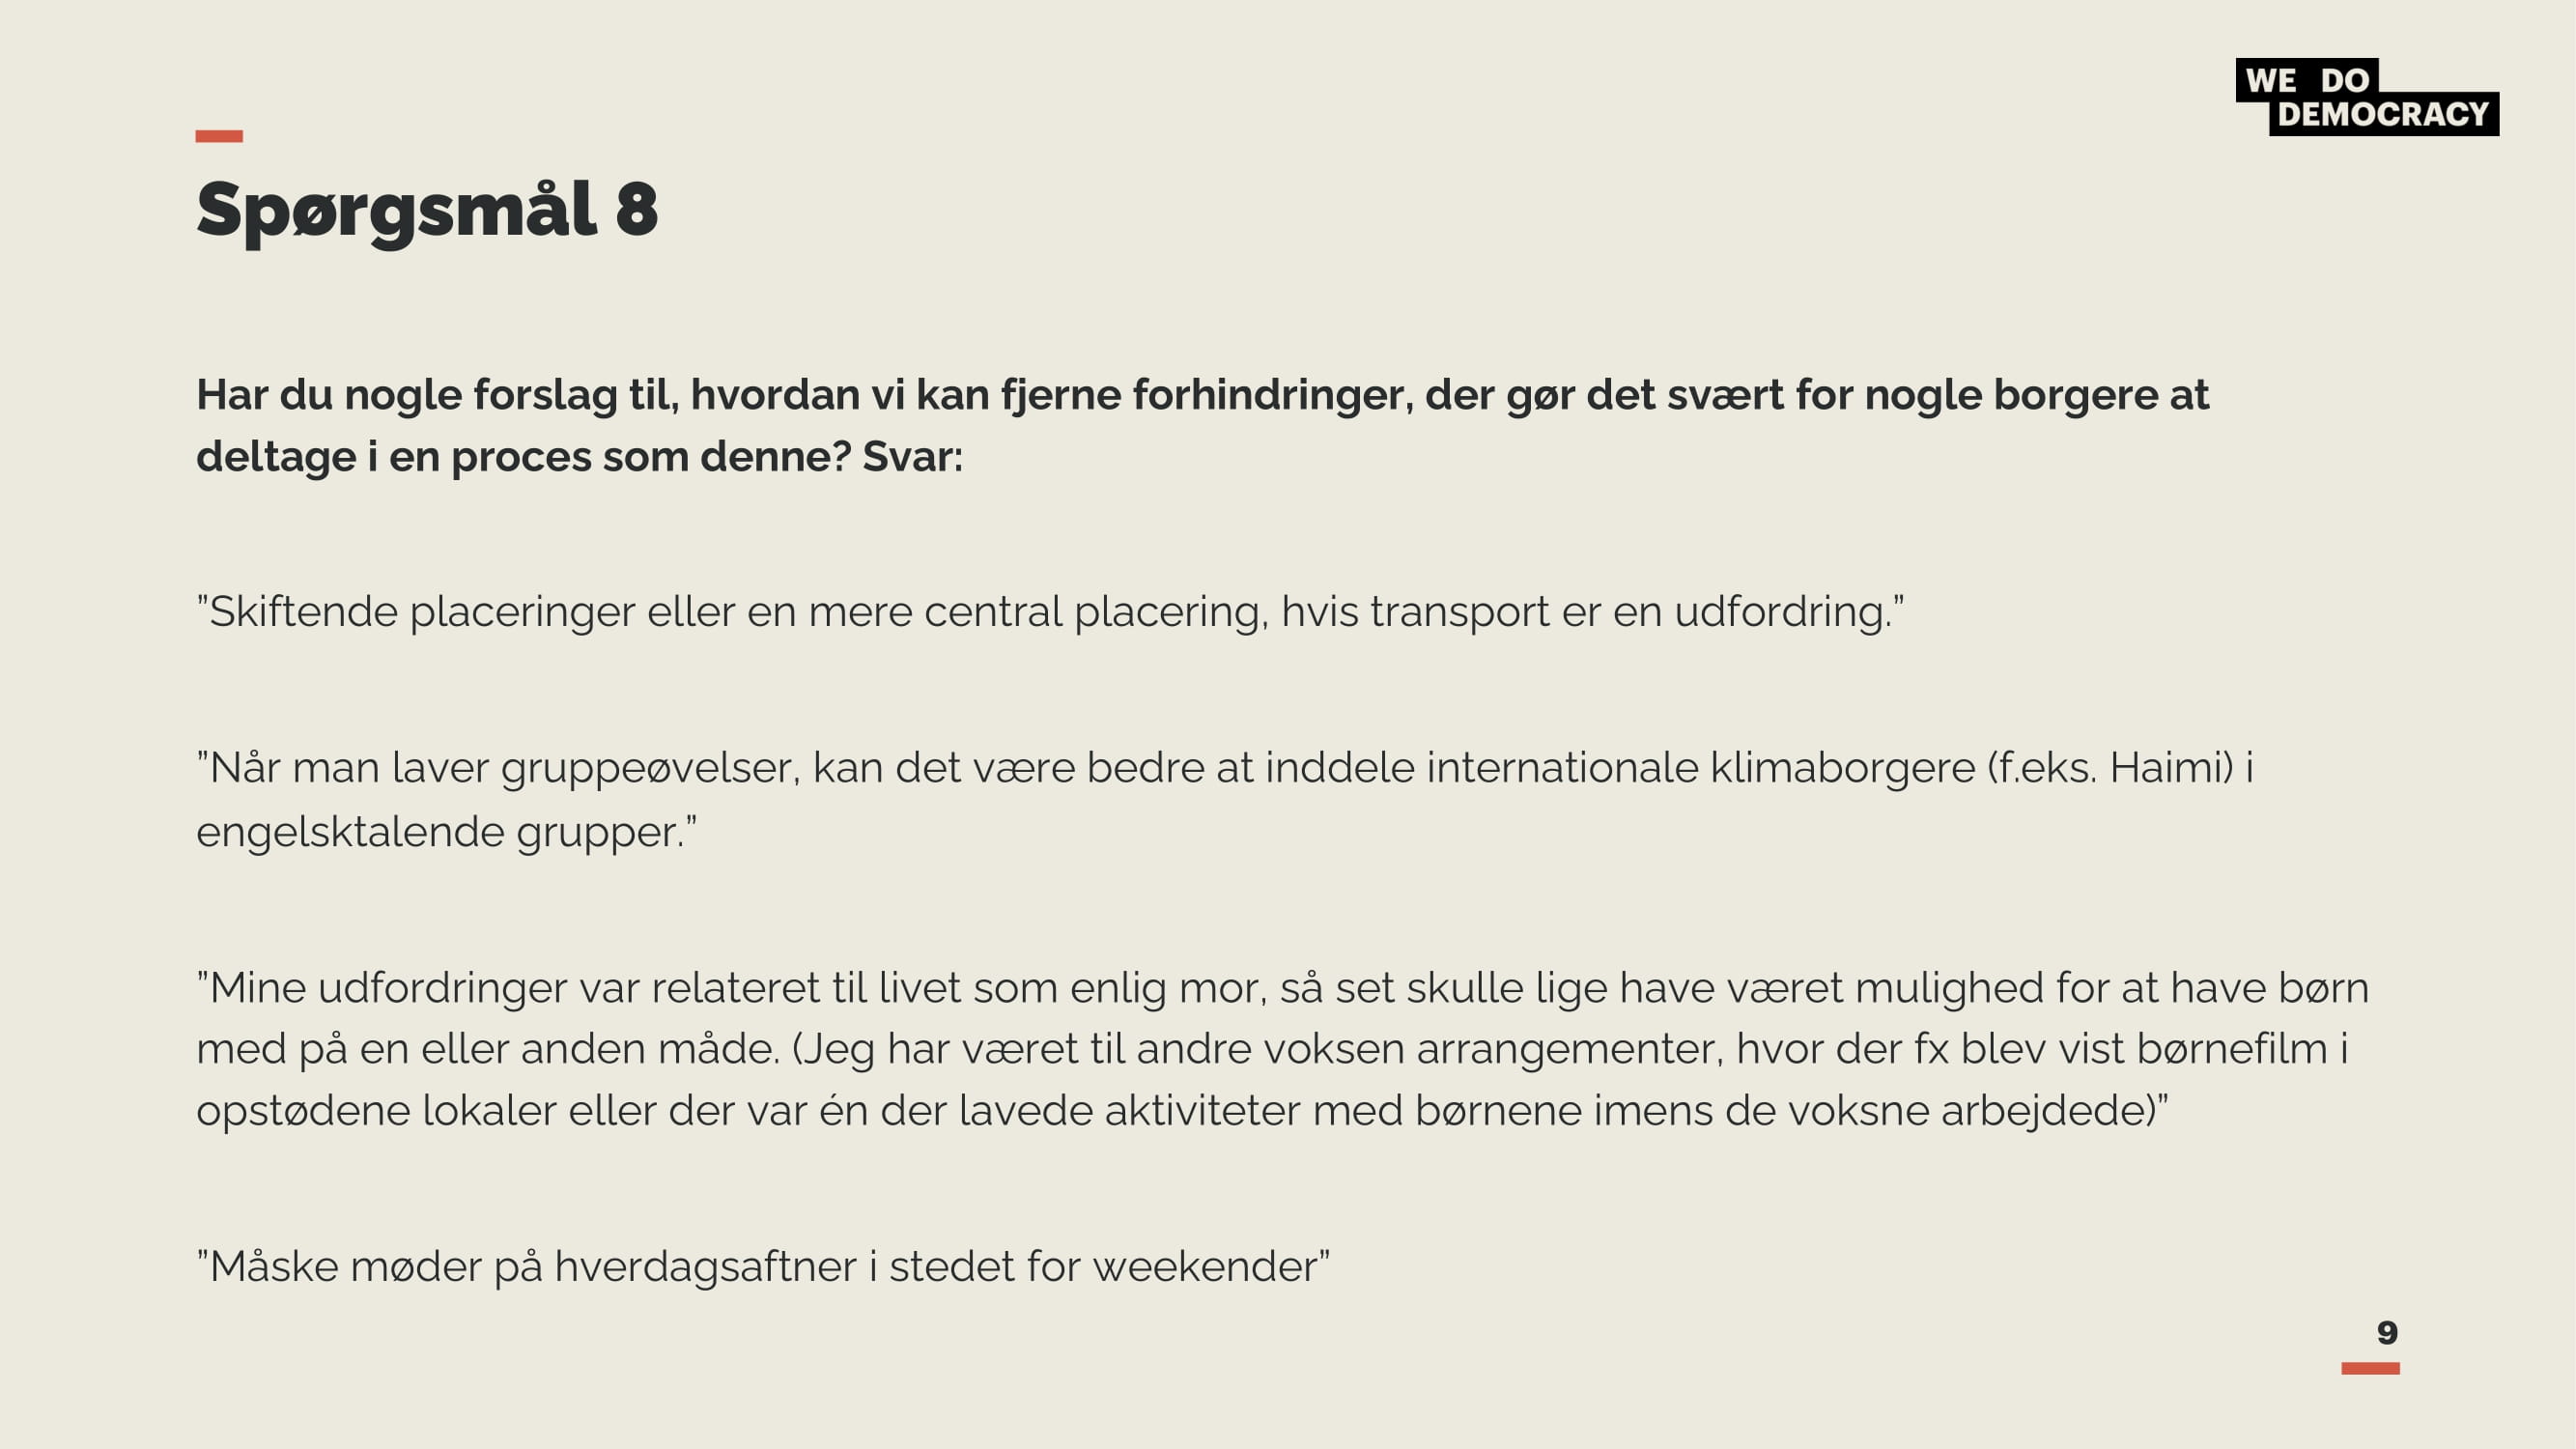 WE DO
DEMOCRACY
Spørgsmål 8
Har du nogle forslag til, hvordan vi kan fjerne forhindringer, der gør det svært for nogle borgere at
deltage i en proces som denne? Svar:
”Skiftende placeringer eller en mere central placering, hvis transport er en udfordring.”
”Når man laver gruppeøvelser, kan det være bedre at inddele internationale klimaborgere (f.eks. Haimi) i
engelsktalende grupper.”
”Mine udfordringer var relateret til livet som enlig mor, så set skulle lige have været mulighed for at have børn
med på en eller anden måde. (Jeg har været til andre voksen arrangementer, hvor der fx blev vist børnefilm i
opstødene lokaler eller der var én der lavede aktiviteter med børnene imens de voksne arbejdede)”
”Måske møder på hverdagsaftner i stedet for weekender”
9